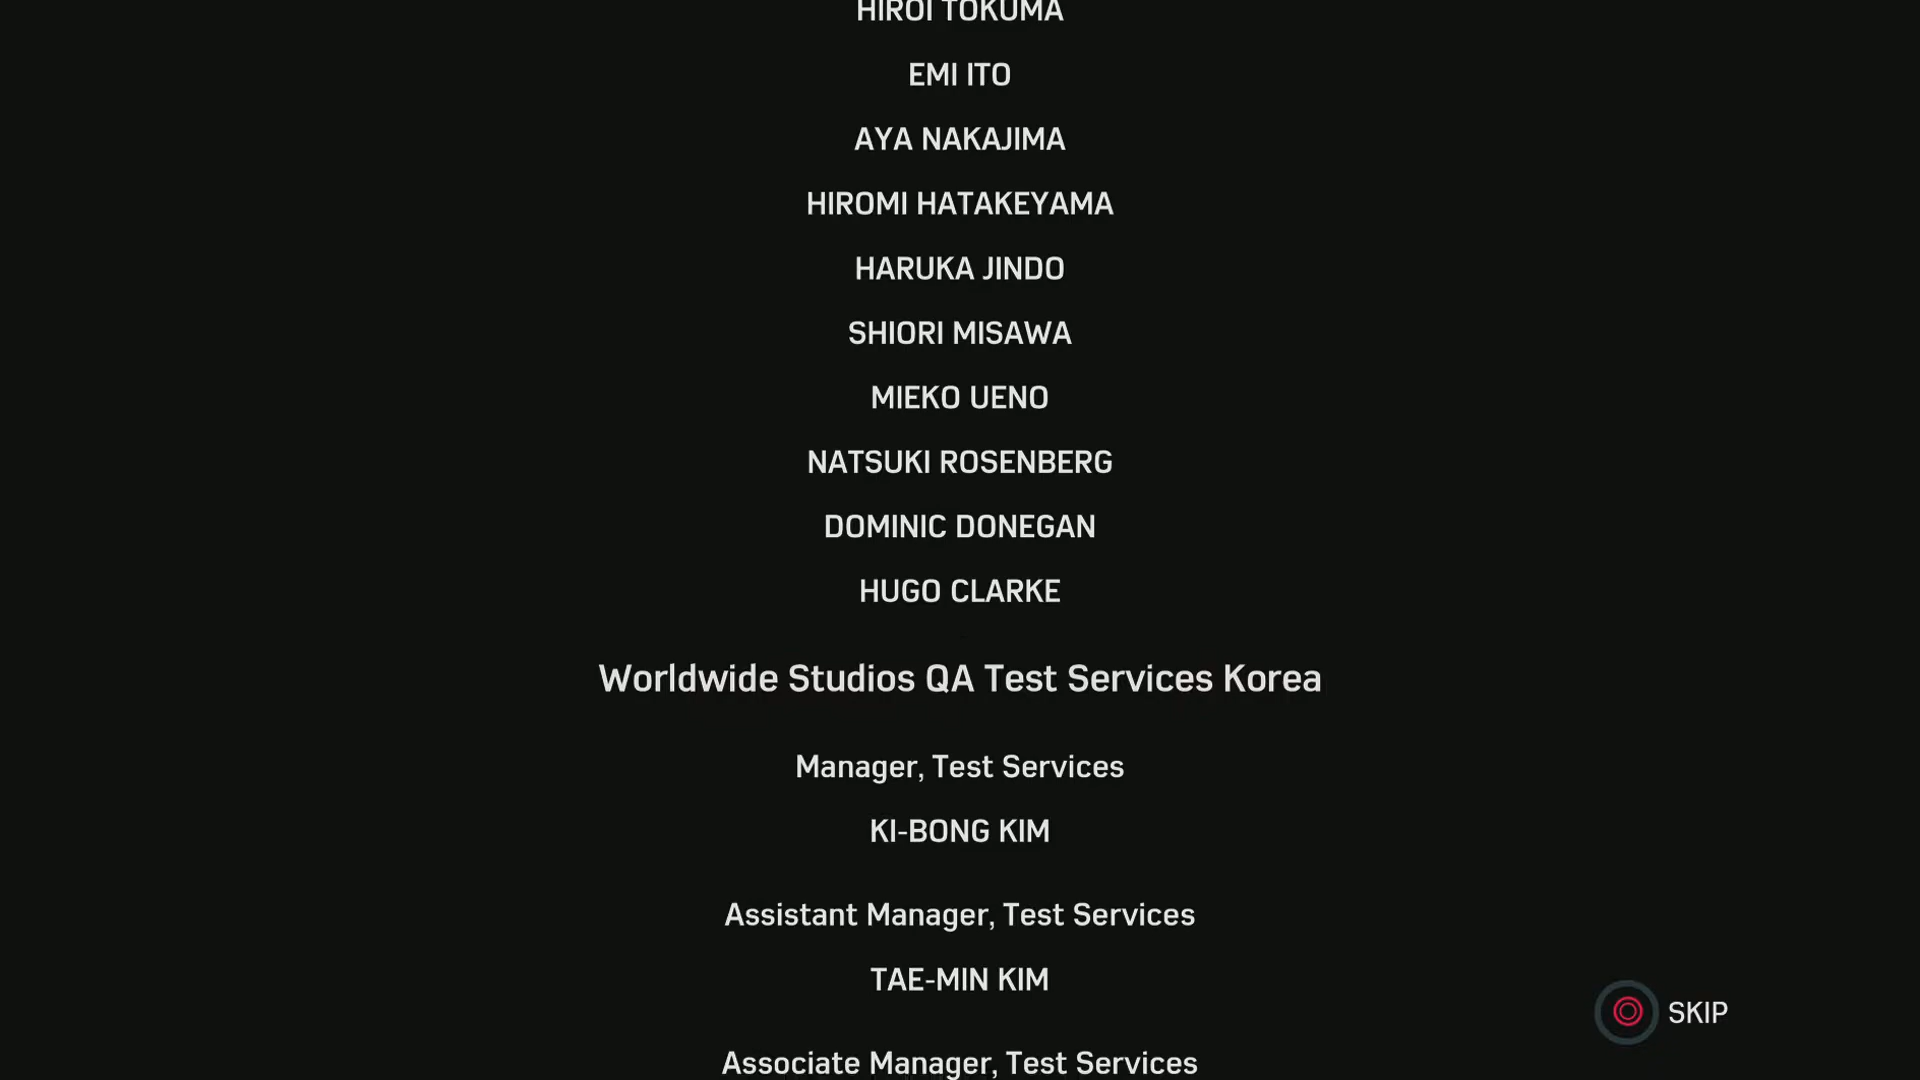 HIROI TOKUMA
EMI ITO
AYA NAKAJIMA
HIROMI HATAKEYAMA
HARUKA JINDO
SHIORI MISAWA
MIEKO UENO
NATSUKI ROSENBERG
DOMINIC DONEGAN
HUGO CLARKE
Worldwide Studios QA Test Services Korea
Manager, Test Services
KI-BONG KIM
Assistant Manager, Test Services
TAE-MIN KIM
SKIP
Associate Manager, Test Services